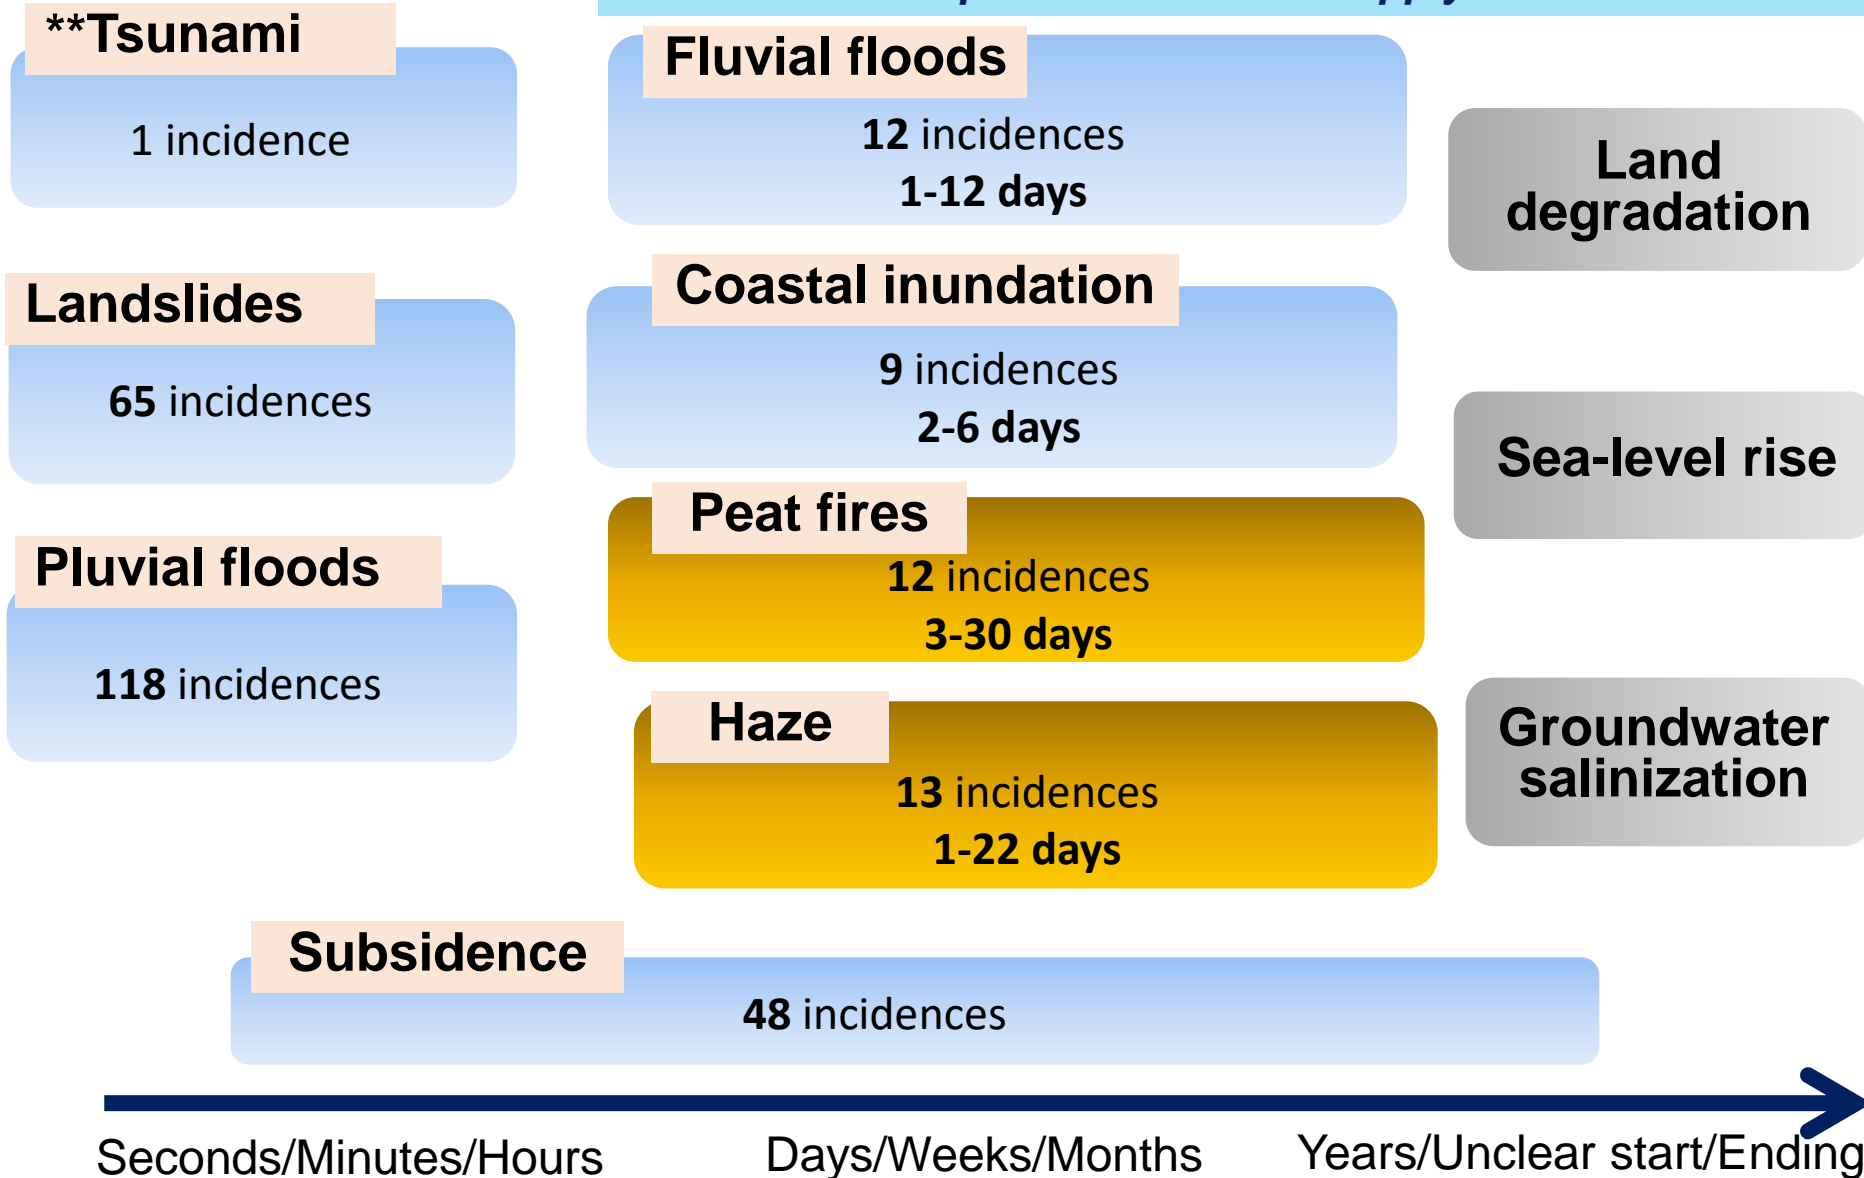 **Tsunami
1 incidence
Landslides
65 incidences
Pluvial floods
118 incidences
Fluvial floods
12 incidences
1-12 days
Coastal inundation
9 incidences
2-6 days
Peat fires
12 incidences
3-30 days
Haze
13 incidences
1-22 days
Land
degradation
Sea-level rise
Groundwater
salinization
Subsidence
48 incidences
Seconds/Minutes/Hours
Days/Weeks/Months
Years/Unclear start/Ending